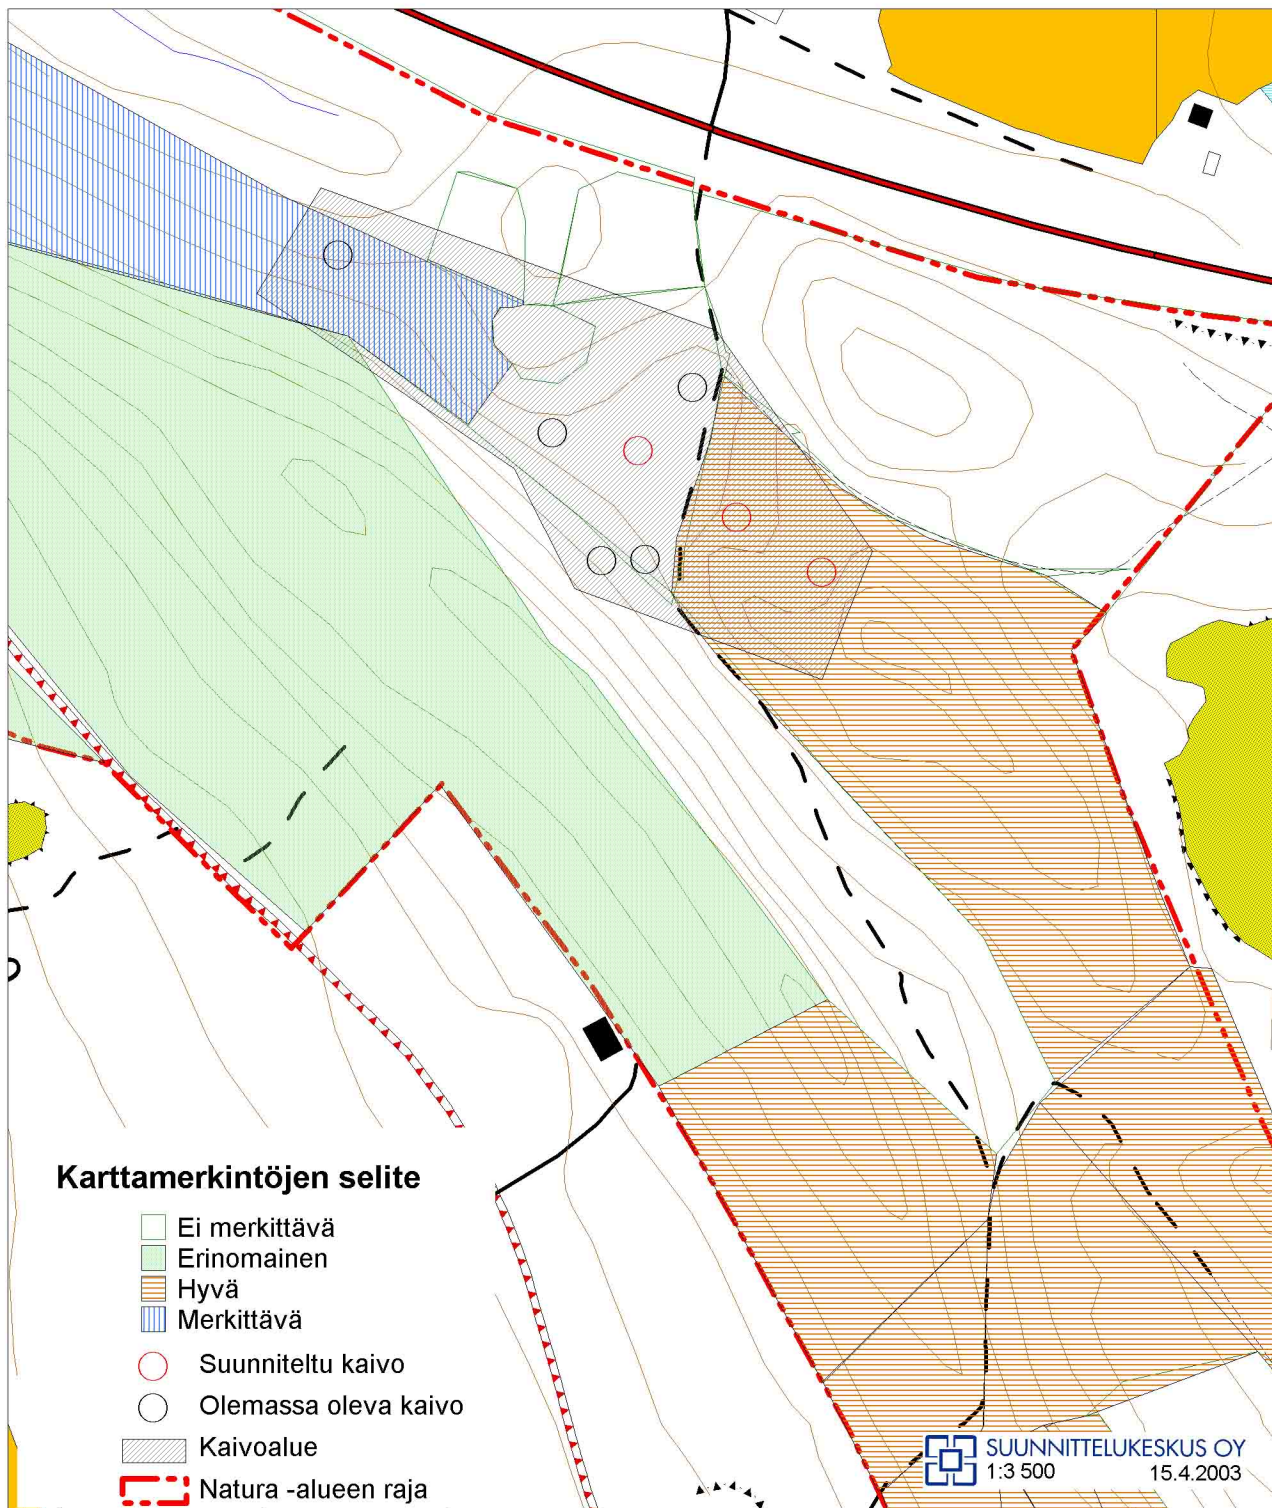 Karttamerkintöjen selite
Ei merkittävä
Erinomainen
Hyvä
Merkittävä
Suunniteltu kaivo
Olemassa oleva kaivo
Kaivoalue
Natura -alueen raja
SUUNNITTELUKESKUS OY
1:3 500 15.4.2003